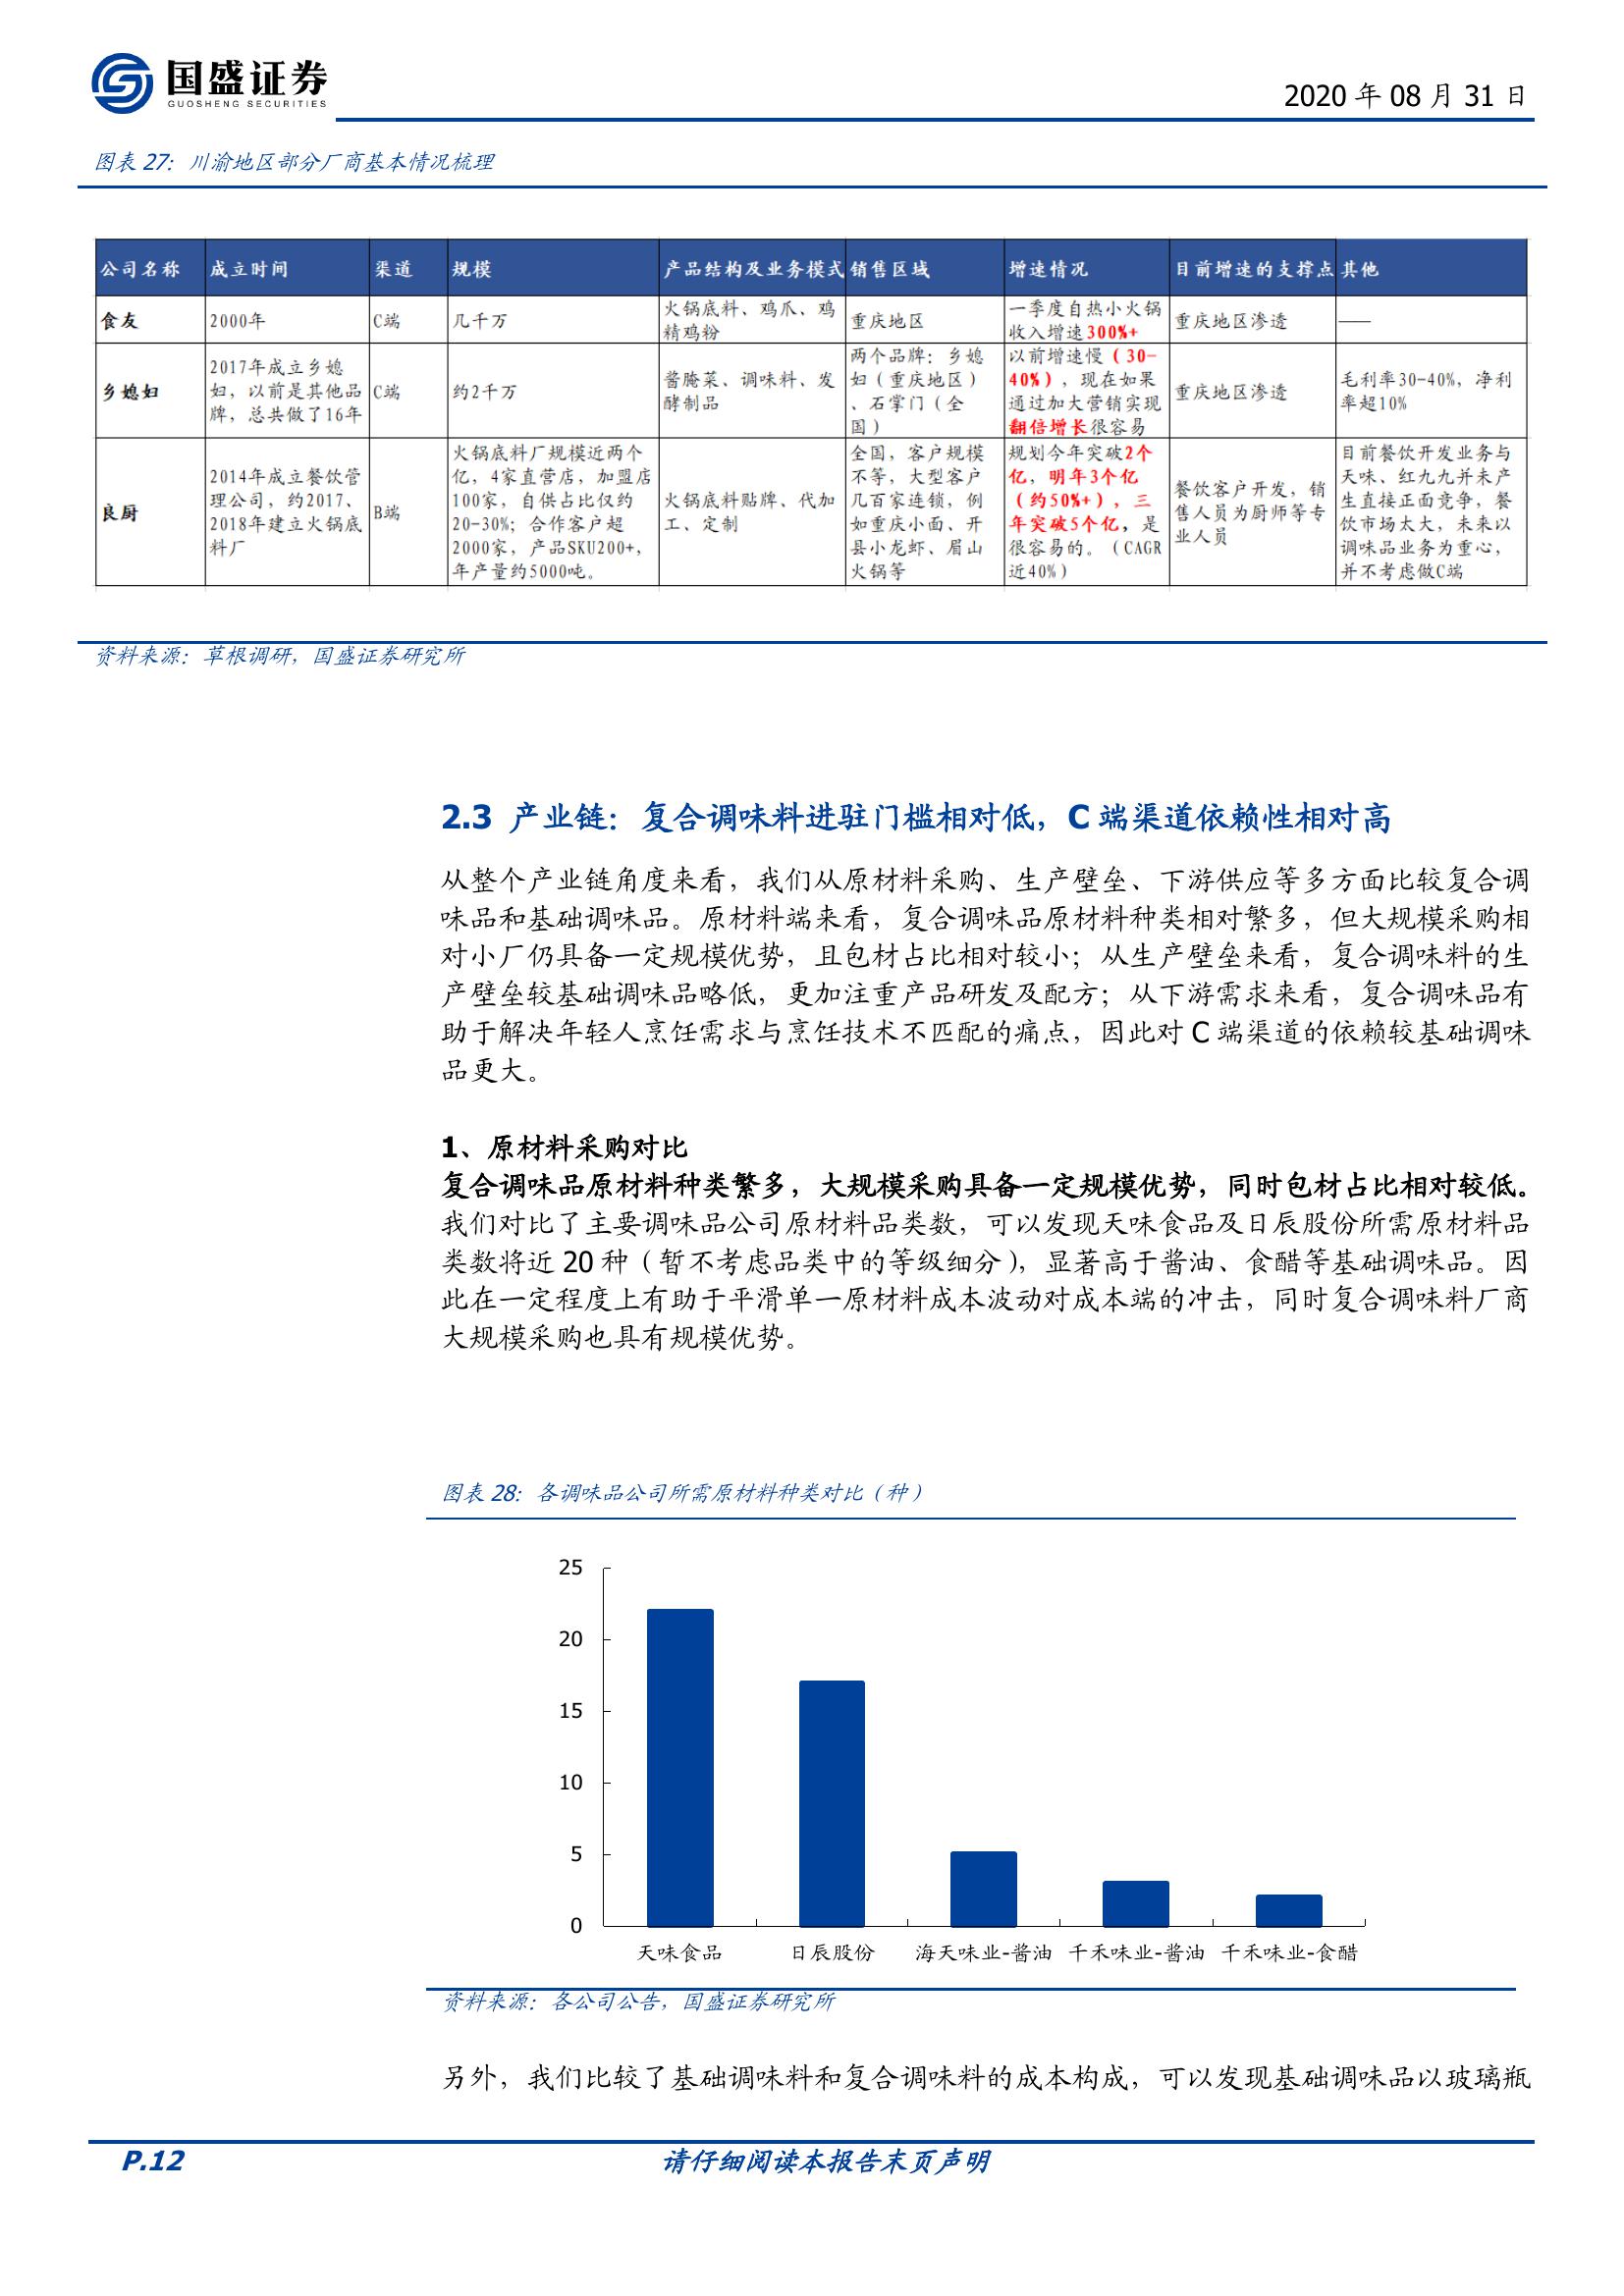 国盛证券
GUOSHENG SECURITIES
2020 年 08 月 31 日
图表 27：川渝地区部分厂商基本情况梳理
公司名称 成立时间 渠道 规模 产品结构及业务模式 销售区域 增速情况 目前增速的支撑点 其他
食友 2000年 C端 几千万 火锅底料、鸡爪、鸡精鸡粉 重庆地区 一季度自热小火锅收入增速300%+ 重庆地区渗透 ——
乡媳妇 2017年成立乡媳妇，以前是其他品牌，总共做了16年 C端 约2千万 酱腌菜、调味料、发酵制品 两个品牌：乡媳妇（重庆地区）、石掌门（全国） 以前增速慢（30-40%），现在如果通过加大营销实现翻倍增长很容易 重庆地区渗透 毛利率30-40%，净利率超10%
良厨 2014年成立餐饮管理公司，约2017、2018年建立火锅底料厂 B端 火锅底料厂规模近两个亿，4家直营店，加盟店100家，自供占比仅约20-30%；合作客户超2000家，产品SKU200+，年产量约5000吨。 火锅底料贴牌、代加工、定制 全国，客户规模不等，大型客户几百家连锁，例如重庆小面、开县小龙虾、眉山火锅等 规划今年突破2个亿，明年3个亿（约50%+），三年突破5个亿，是很容易的。（CAGR近40%） 餐饮客户开发，销售人员为厨师等专业人员 目前餐饮开发业务与天味、红九九并未产生直接正面竞争，餐饮市场太大，未来以调味品业务为重心，并不考虑做C端
资料来源：草根调研，国盛证券研究所
2.3 产业链：复合调味料进驻门槛相对低，C 端渠道依赖性相对高
从整个产业链角度来看，我们从原材料采购、生产壁垒、下游供应等多方面比较复合调
味品和基础调味品。原材料端来看，复合调味品原材料种类相对繁多，但大规模采购相
对小厂仍具备一定规模优势，且包材占比相对较小；从生产壁垒来看，复合调味料的生
产壁垒较基础调味品略低，更加注重产品研发及配方；从下游需求来看，复合调味品有
助于解决年轻人烹饪需求与烹饪技术不匹配的痛点，因此对 C 端渠道的依赖较基础调味
品更大。
1、原材料采购对比
复合调味品原材料种类繁多，大规模采购具备一定规模优势，同时包材占比相对较低。
我们对比了主要调味品公司原材料品类数，可以发现天味食品及日辰股份所需原材料品
类数将近 20 种（暂不考虑品类中的等级细分），显著高于酱油、食醋等基础调味品。因
此在一定程度上有助于平滑单一原材料成本波动对成本端的冲击，同时复合调味料厂商
大规模采购也具有规模优势。
图表 28：各调味品公司所需原材料种类对比（种）
25
20
15
10
5
0
天味食品 日辰股份 海天味业-酱油 千禾味业-酱油 千禾味业-食醋
资料来源：各公司公告，国盛证券研究所
另外，我们比较了基础调味料和复合调味料的成本构成，可以发现基础调味品以玻璃瓶
P.12 请仔细阅读本报告末页声明